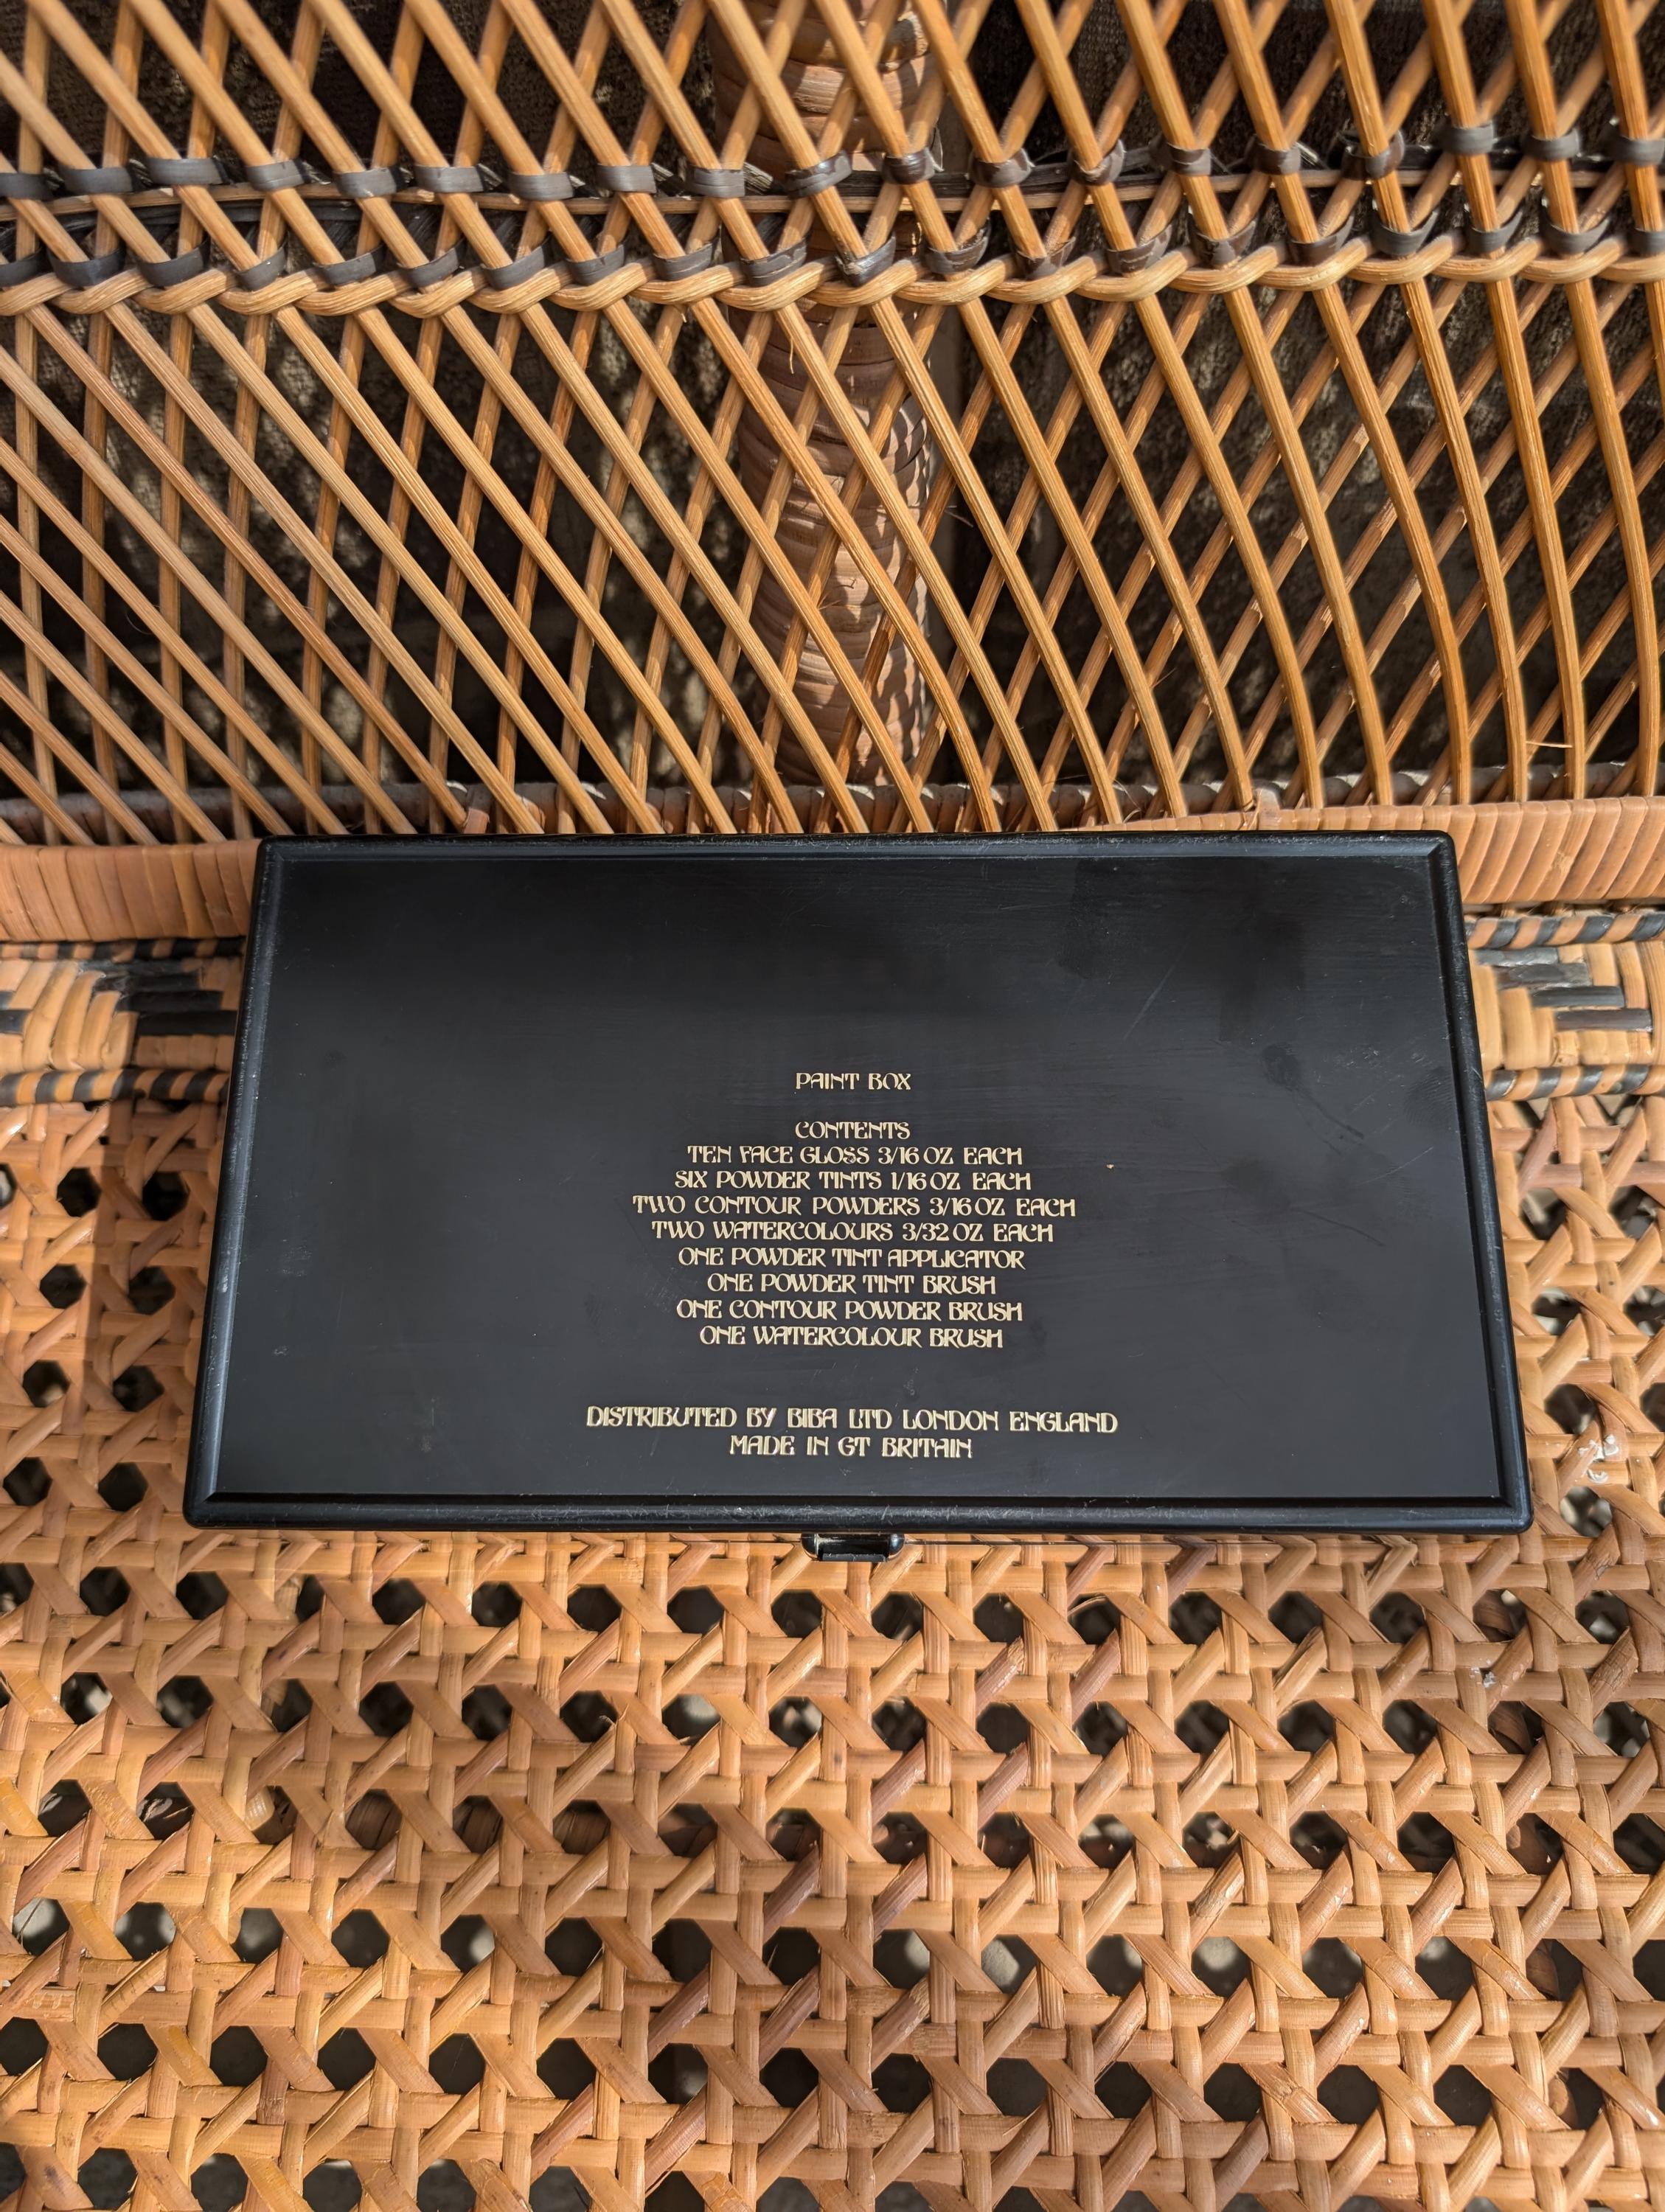 PAINT BOX
CONTENTS
TEN FACE GLOSS 3/16 OZ EACH
SIX POWDER TINTS 1/16 OZ EACH
TWO CONTOUR POWDERS 3/16 OZ EACH
TWO WATERCOLOURS 3/32 OZ EACH
ONE POWDER TINT APPLICATOR
ONE POWDER TINT BRUSH
ONE CONTOUR POWDER BRUSH
ONE WATERCOLOUR BRUSH
DISTRIBUTED BY BIBA LTD LONDON ENGLAND
MADE IN GT BRITAIN